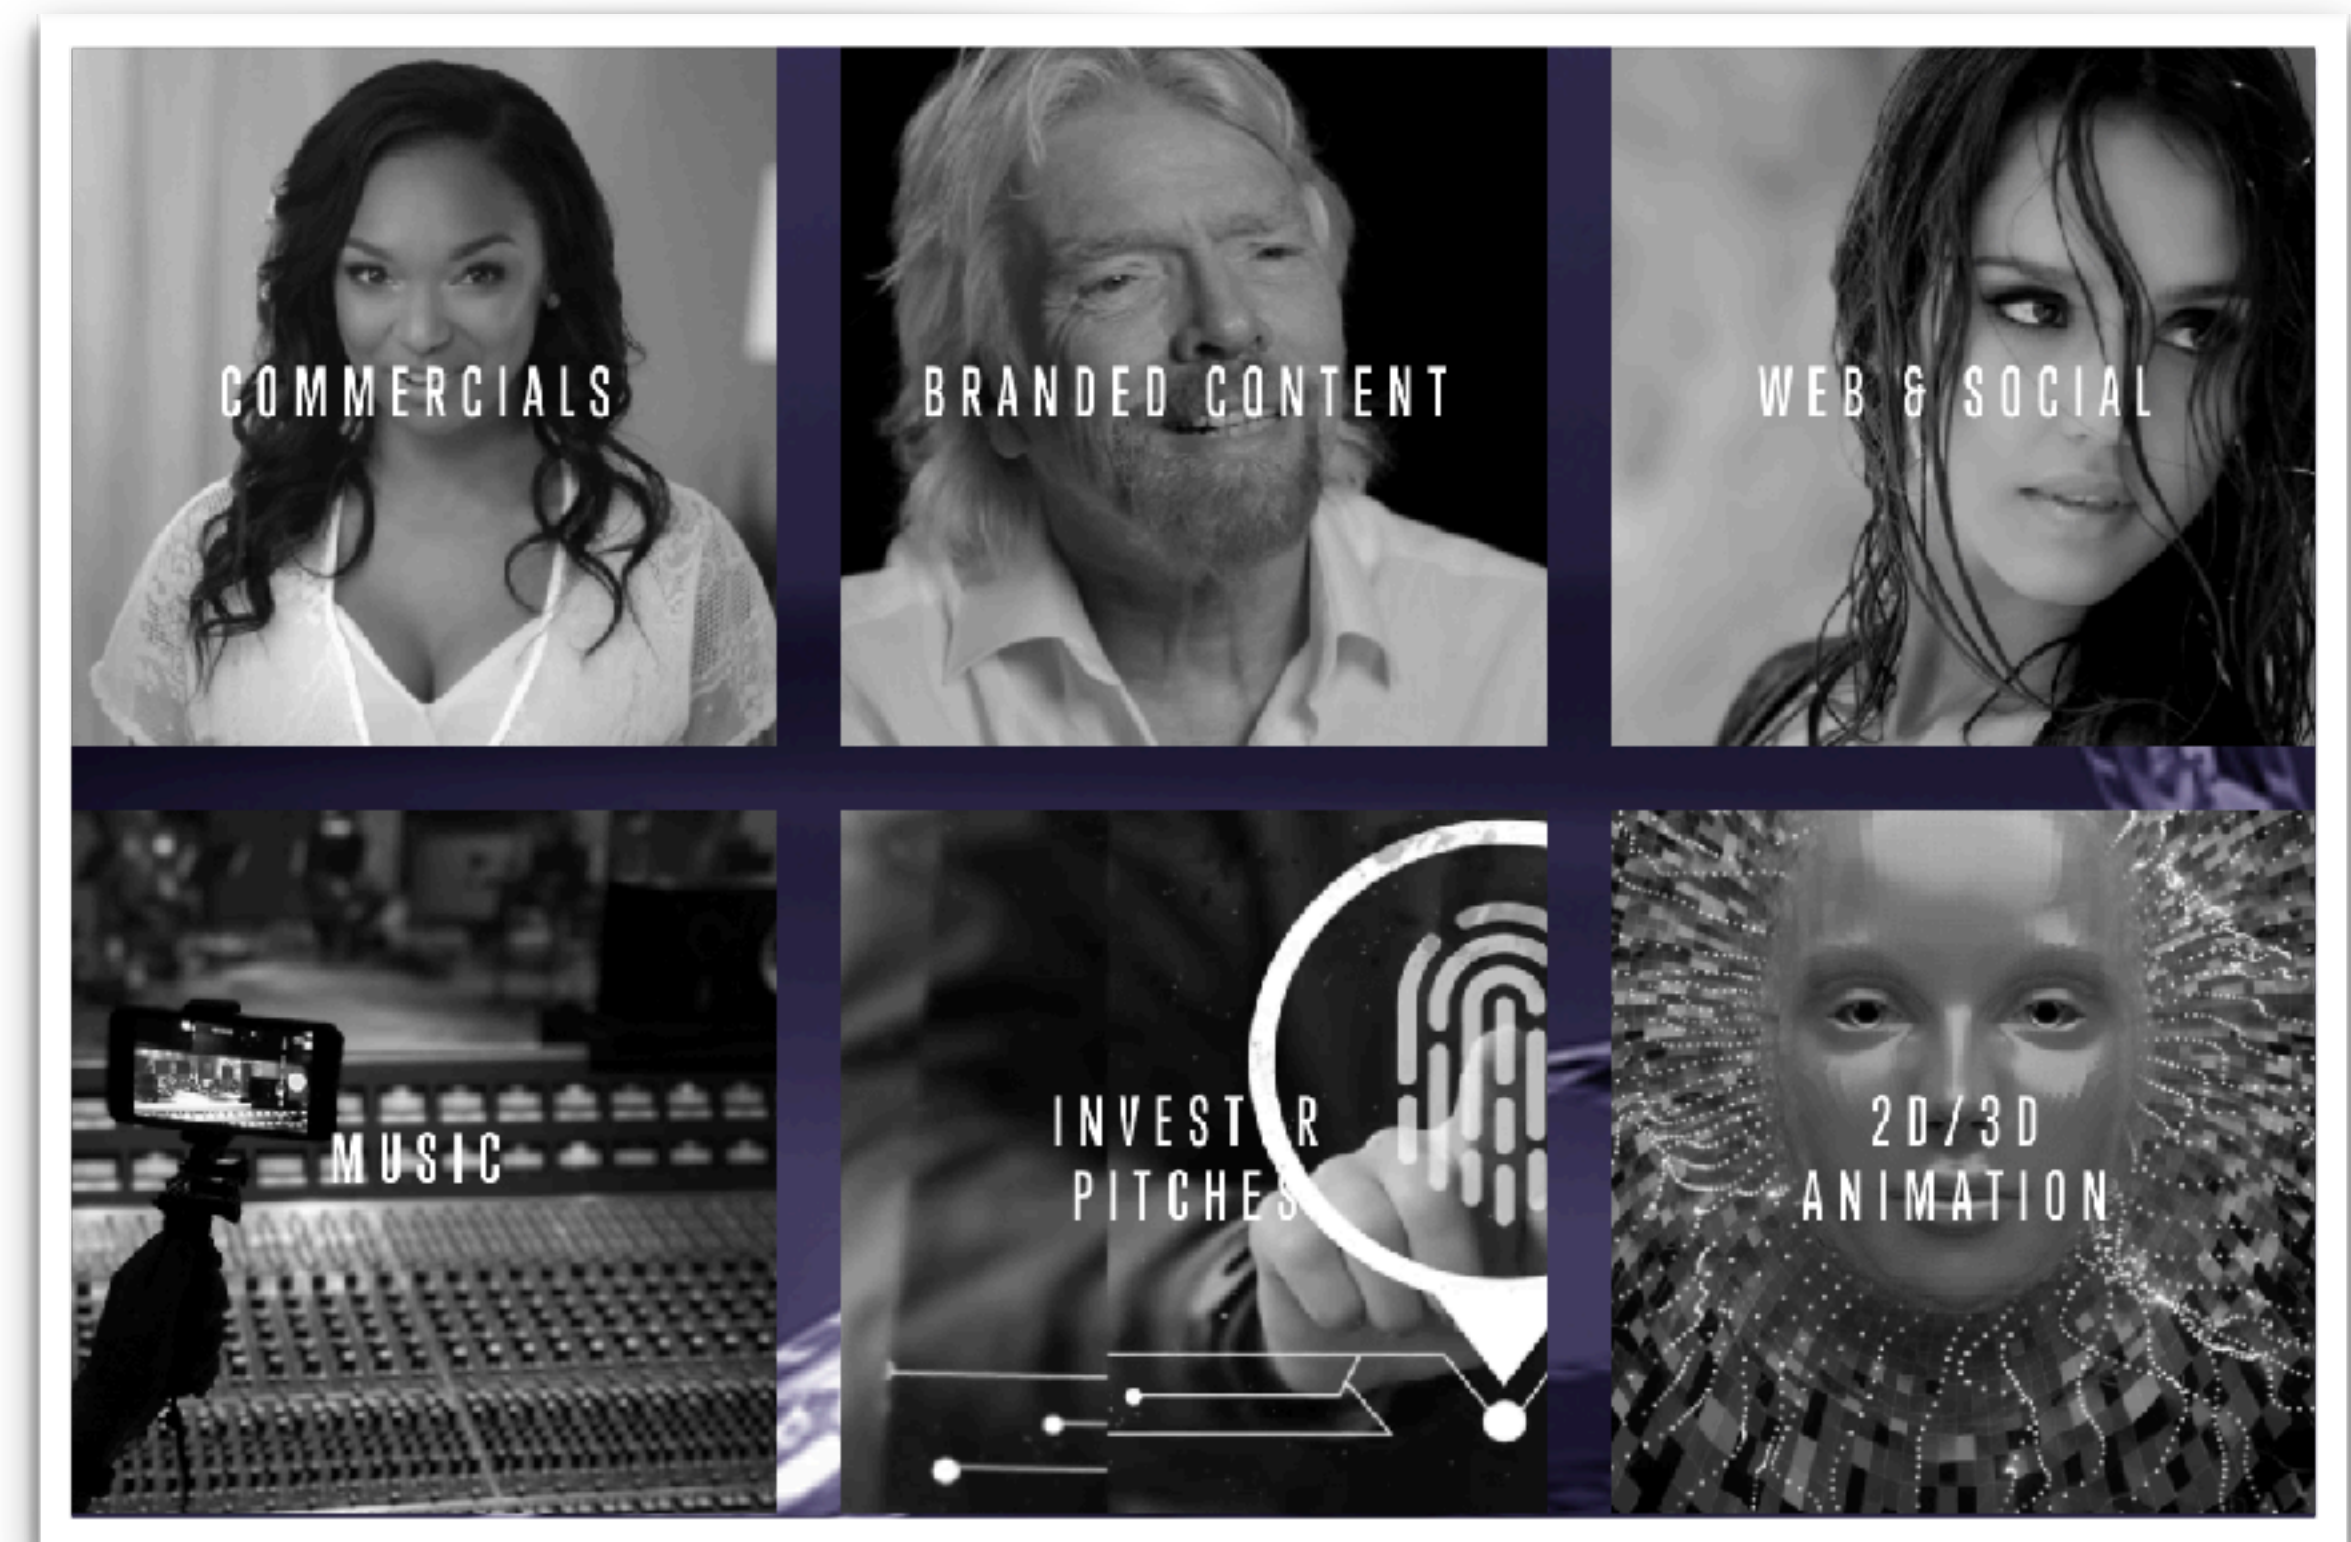 COMMERCIALS
BRANDED CONTENT
WEB & SOCIAL
MUSIC
INVESTOR
PITCHES
2D/3D
ANIMATION